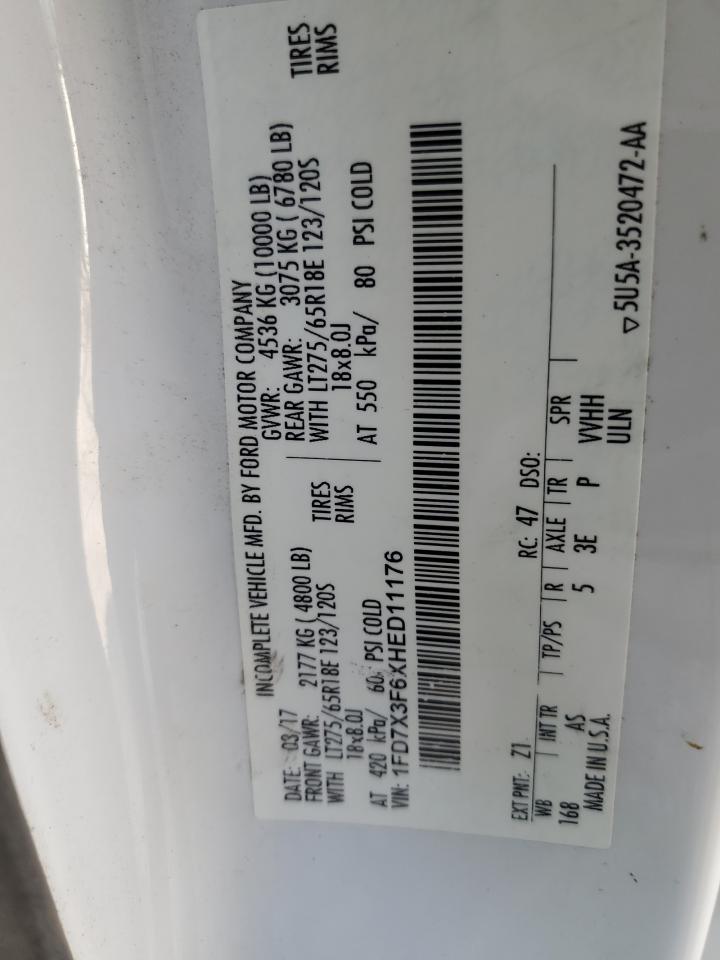 INCOMPLETE VEHICLE MFD. BY FORD MOTOR COMPANY
DATE: 03/17 GVWR: 4536 KG (10000 LB)
FRONT GAWR: 2177 KG ( 4800 LB) REAR GAWR: 3075 KG ( 6780 LB)
WITH LT275/65R18E 123/120S TIRES WITH LT275/65R18E 123/120S TIRES
18x8.0J RIMS 18x8.0J RIMS
AT 420 kPa/ 60 PSI COLD AT 550 kPa/ 80 PSI COLD
VIN: 1FD7X3F6XHED11176
EXT PNT: Z1 RC: 47 DSO:
WB INT TR TP/PS R AXLE TR SPR
168 AS 5 3E P VVHH
MADE IN U.S.A. ULN
▽ 5U5A-3520472-AA